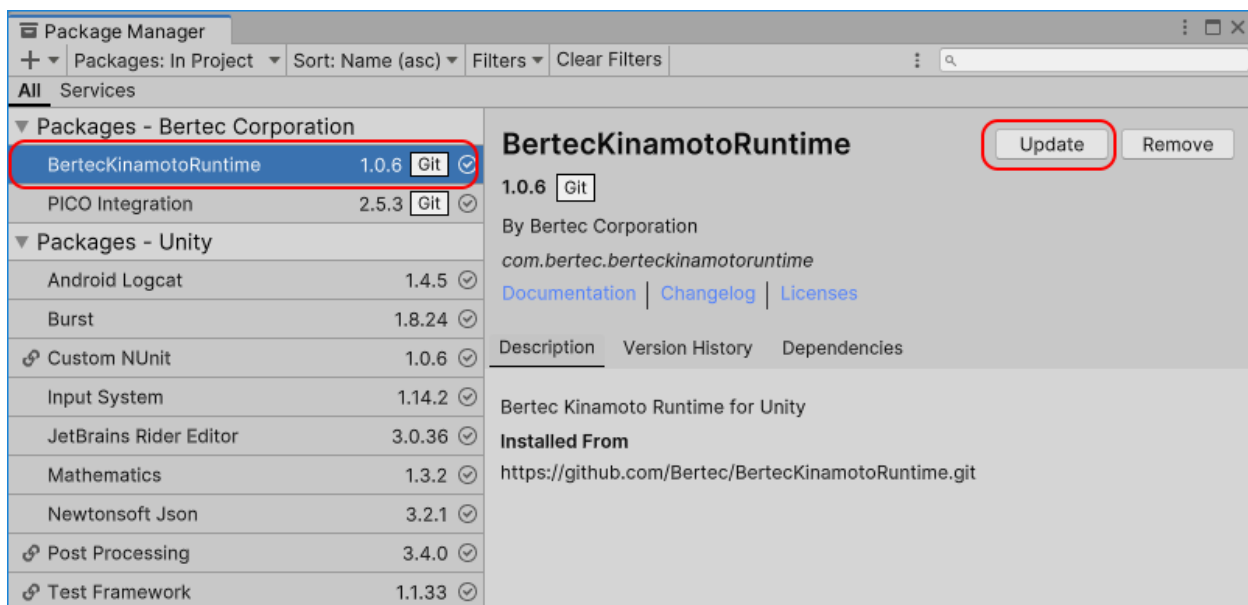 Package Manager
Packages: In Project Sort: Name (asc) Filters Clear Filters
All Services
Packages - Bertec Corporation
BertecKinamotoRuntime 1.0.6 Git
PICO Integration 2.5.3 Git
Packages - Unity
Android Logcat 1.4.5
Burst 1.8.24
Custom NUnit 1.0.6
Input System 1.14.2
JetBrains Rider Editor 3.0.36
Mathematics 1.3.2
Newtonsoft Json 3.2.1
Post Processing 3.4.0
Test Framework 1.1.33
BertecKinamotoRuntime Update Remove
1.0.6 Git
By Bertec Corporation
com.bertec.berteckinamotoruntime
Documentation | Changelog | Licenses
Description Version History Dependencies
Bertec Kinamoto Runtime for Unity
Installed From
https://github.com/Bertec/BertecKinamotoRuntime.git